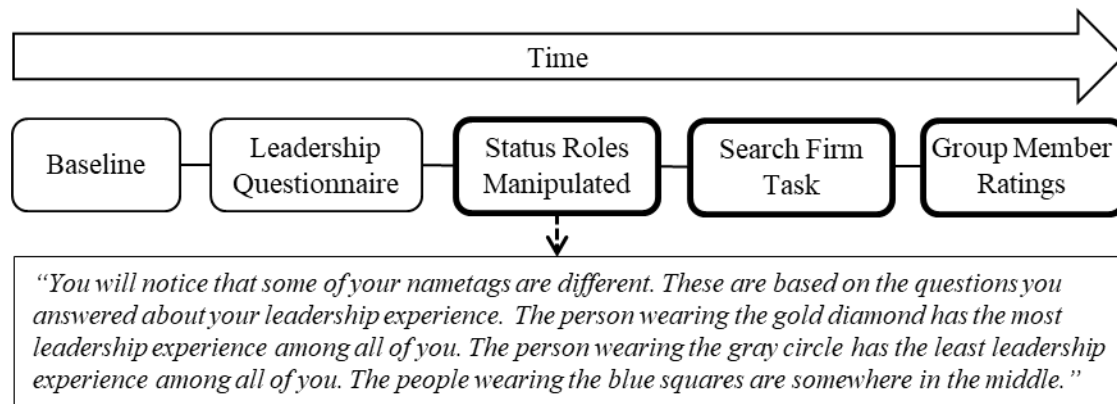 Time
Baseline
Leadership
Questionnaire
Status Roles
Manipulated
Search Firm
Task
Group Member
Ratings
“You will notice that some of your nametags are different. These are based on the questions you
answered about your leadership experience. The person wearing the gold diamond has the most
leadership experience among all of you. The person wearing the gray circle has the least leadership
experience among all of you. The people wearing the blue squares are somewhere in the middle.”